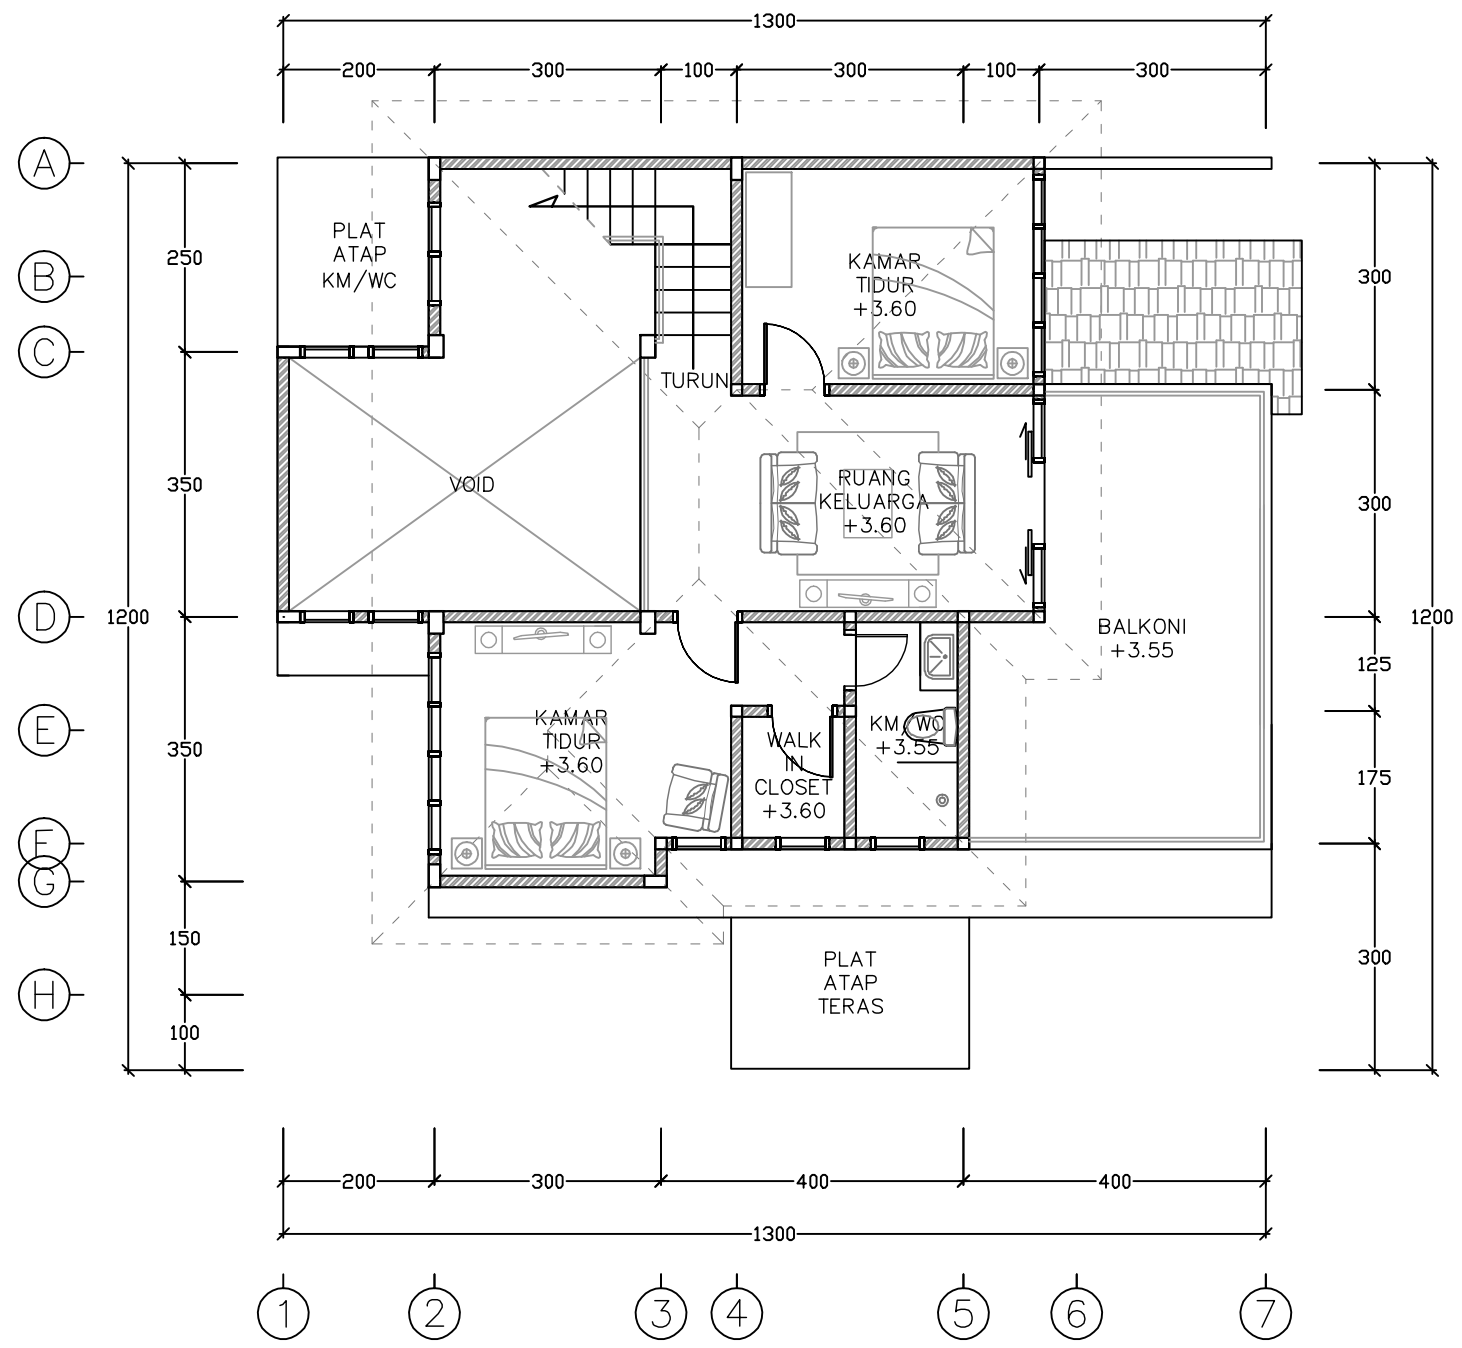 1300
200 300 100 300 100 300
A
B
C
D
E
F
G
H
1200
250
350
350
150
100
PLAT
ATAP
KM/WC
KAMAR
TIDUR
+3.60
TURUN
VOID
RUANG
KELUARGA
+3.60
BALKONI
+3.55
KAMAR
TIDUR
+3.60
WALK
IN
CLOSET
+3.60
KM/WC
+3.55
PLAT
ATAP
TERAS
300
300
125
175
300
1200
200 300 400 400
1300
1 2 3 4 5 6 7